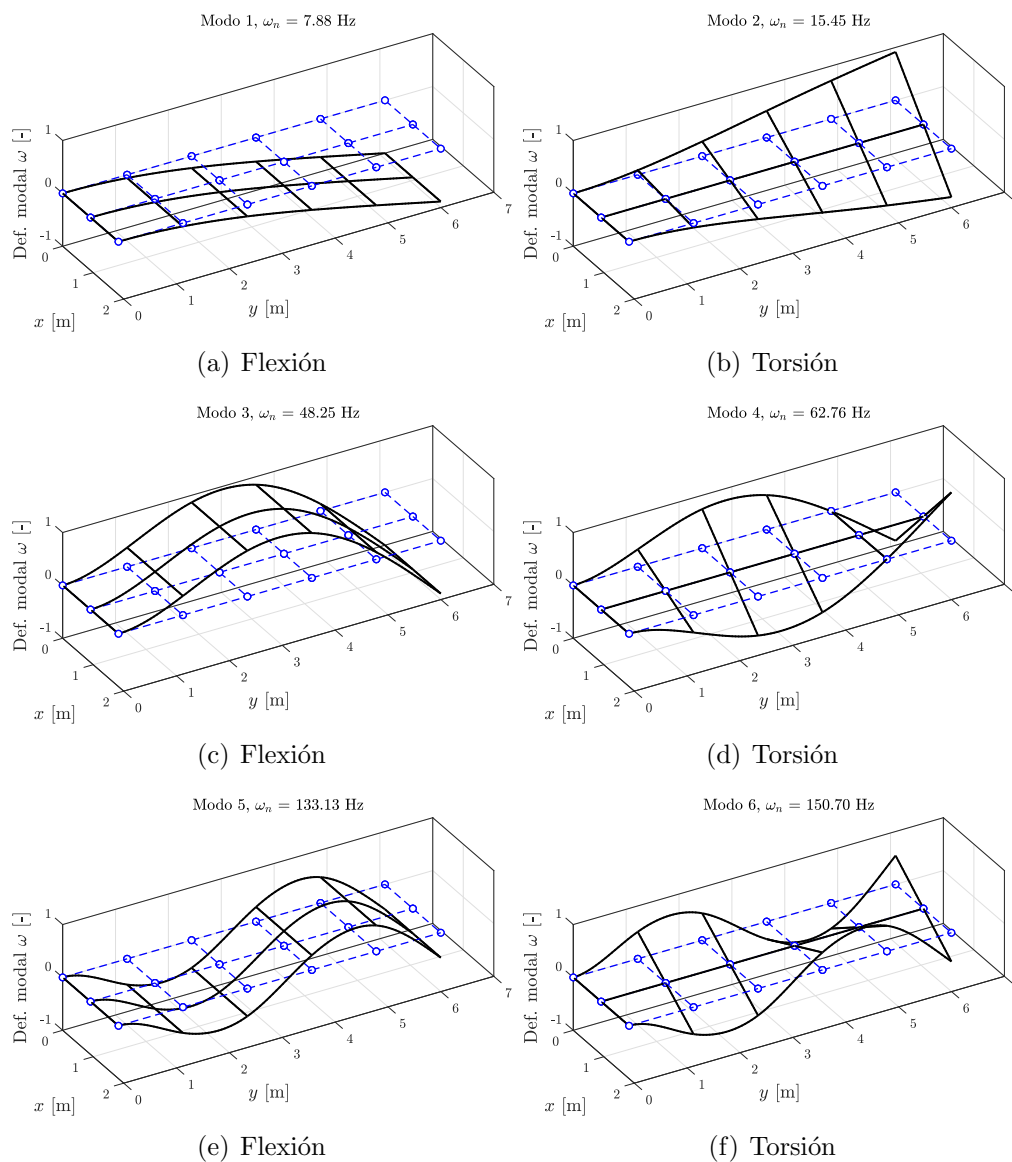 Modo 1, ωn = 7.88 Hz
Def. modal ω [-]
1
0
-1
0
1
2
x [m]
0
1
2
3
4
5
6
7
y [m]
(a) Flexión
Modo 2, ωn = 15.45 Hz
Def. modal ω [-]
1
0
-1
0
1
2
x [m]
0
1
2
3
4
5
6
y [m]
(b) Torsión
Modo 3, ωn = 48.25 Hz
Def. modal ω [-]
1
0
-1
0
1
2
x [m]
0
1
2
3
4
5
6
7
y [m]
(c) Flexión
Modo 4, ωn = 62.76 Hz
Def. modal ω [-]
1
0
-1
0
1
2
x [m]
0
1
2
3
4
5
6
y [m]
(d) Torsión
Modo 5, ωn = 133.13 Hz
Def. modal ω [-]
1
0
-1
0
1
2
x [m]
0
1
2
3
4
5
6
7
y [m]
(e) Flexión
Modo 6, ωn = 150.70 Hz
Def. modal ω [-]
1
0
-1
0
1
2
x [m]
0
1
2
3
4
5
6
y [m]
(f) Torsión